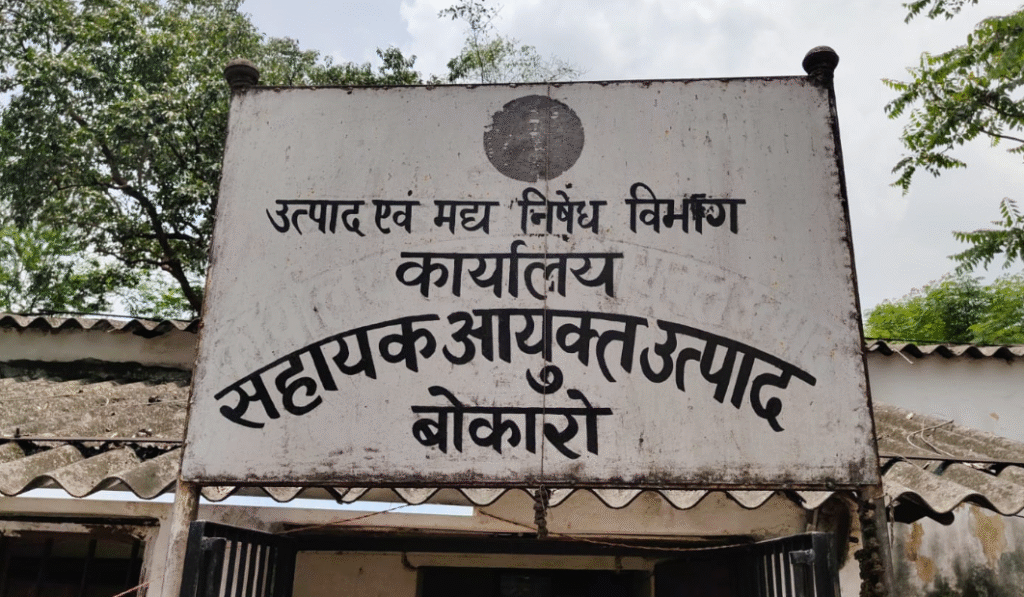 उत्पाद एवं मद्य निषेध विभाग
कार्यालय
सहायक आयुक्त उत्पाद
बोकारो